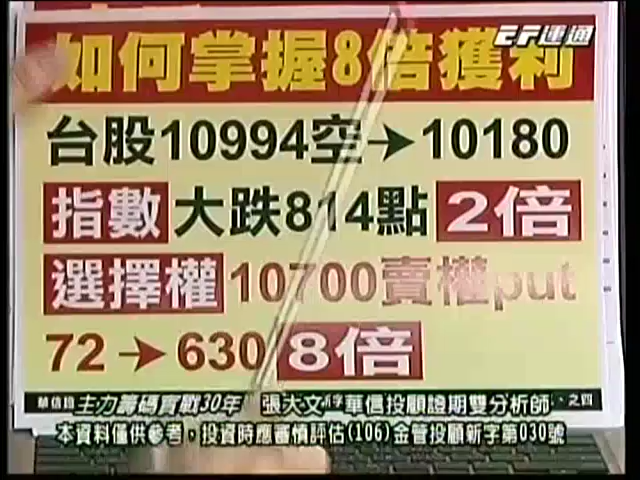 EF運通
如何掌握8倍獲利
台股10994空→10180
指數 大跌814點 2倍
選擇權 10700賣權put
72→630 8倍
主力籌碼實戰30年 張大文 華信投顧證期雙分析師
本資料僅供參考，投資時應審慎評估(106)金管投顧新字第030號